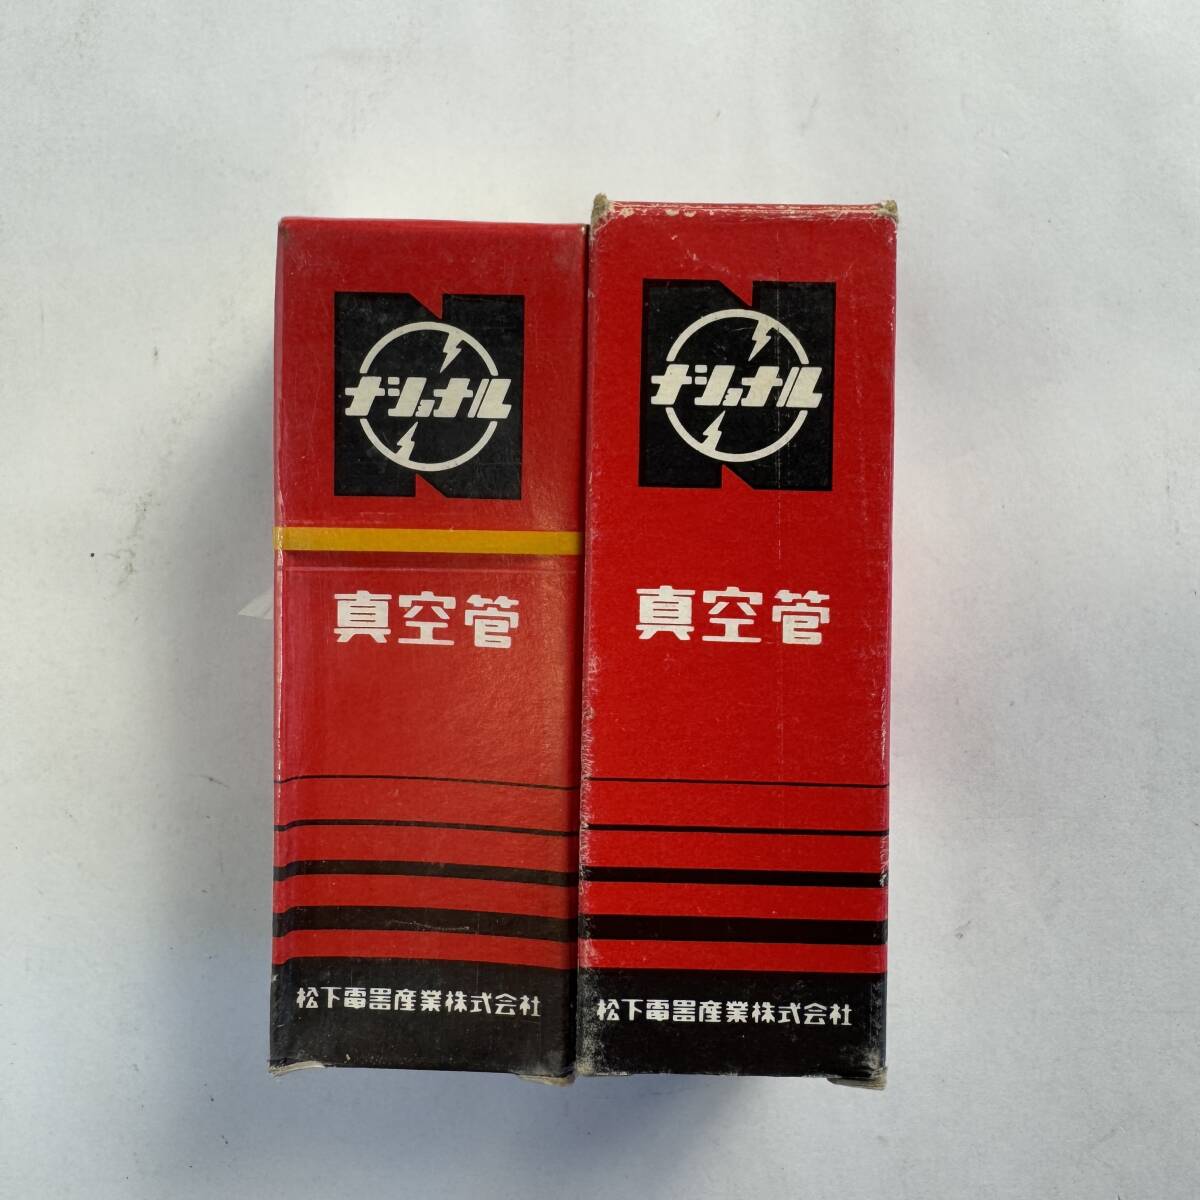 ナショナル
真空管
松下電器産業株式会社
ナショナル
真空管
松下電器産業株式会社